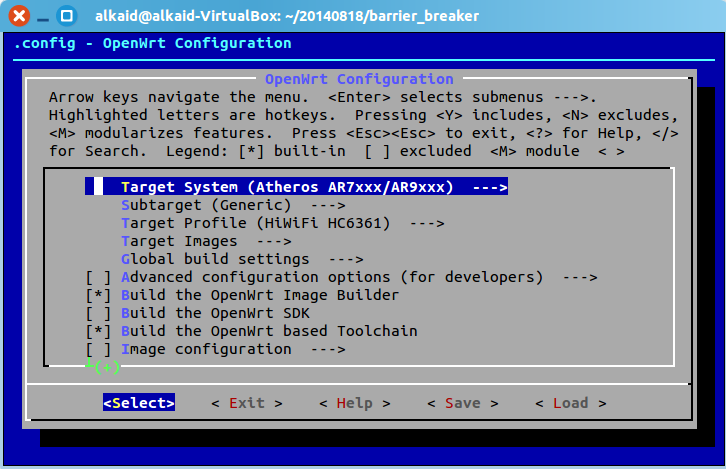 alkaid@alkaid-VirtualBox: ~/20140818/barrier_breaker
.config - OpenWrt Configuration
OpenWrt Configuration
Arrow keys navigate the menu.  <Enter> selects submenus --->.
Highlighted letters are hotkeys.  Pressing <Y> includes, <N> excludes,
<M> modularizes features.  Press <Esc><Esc> to exit, <?> for Help, </>
for Search.  Legend: [*] built-in  [ ] excluded  <M> module  < >
Target System (Atheros AR7xxx/AR9xxx)  --->
Subtarget (Generic)  --->
Target Profile (HiWiFi HC6361)  --->
Target Images  --->
Global build settings  --->
[ ] Advanced configuration options (for developers)  --->
[*] Build the OpenWrt Image Builder
[ ] Build the OpenWrt SDK
[*] Build the OpenWrt based Toolchain
[ ] Image configuration  --->
┴(+)
<Select>    < Exit >    < Help >    < Save >    < Load >